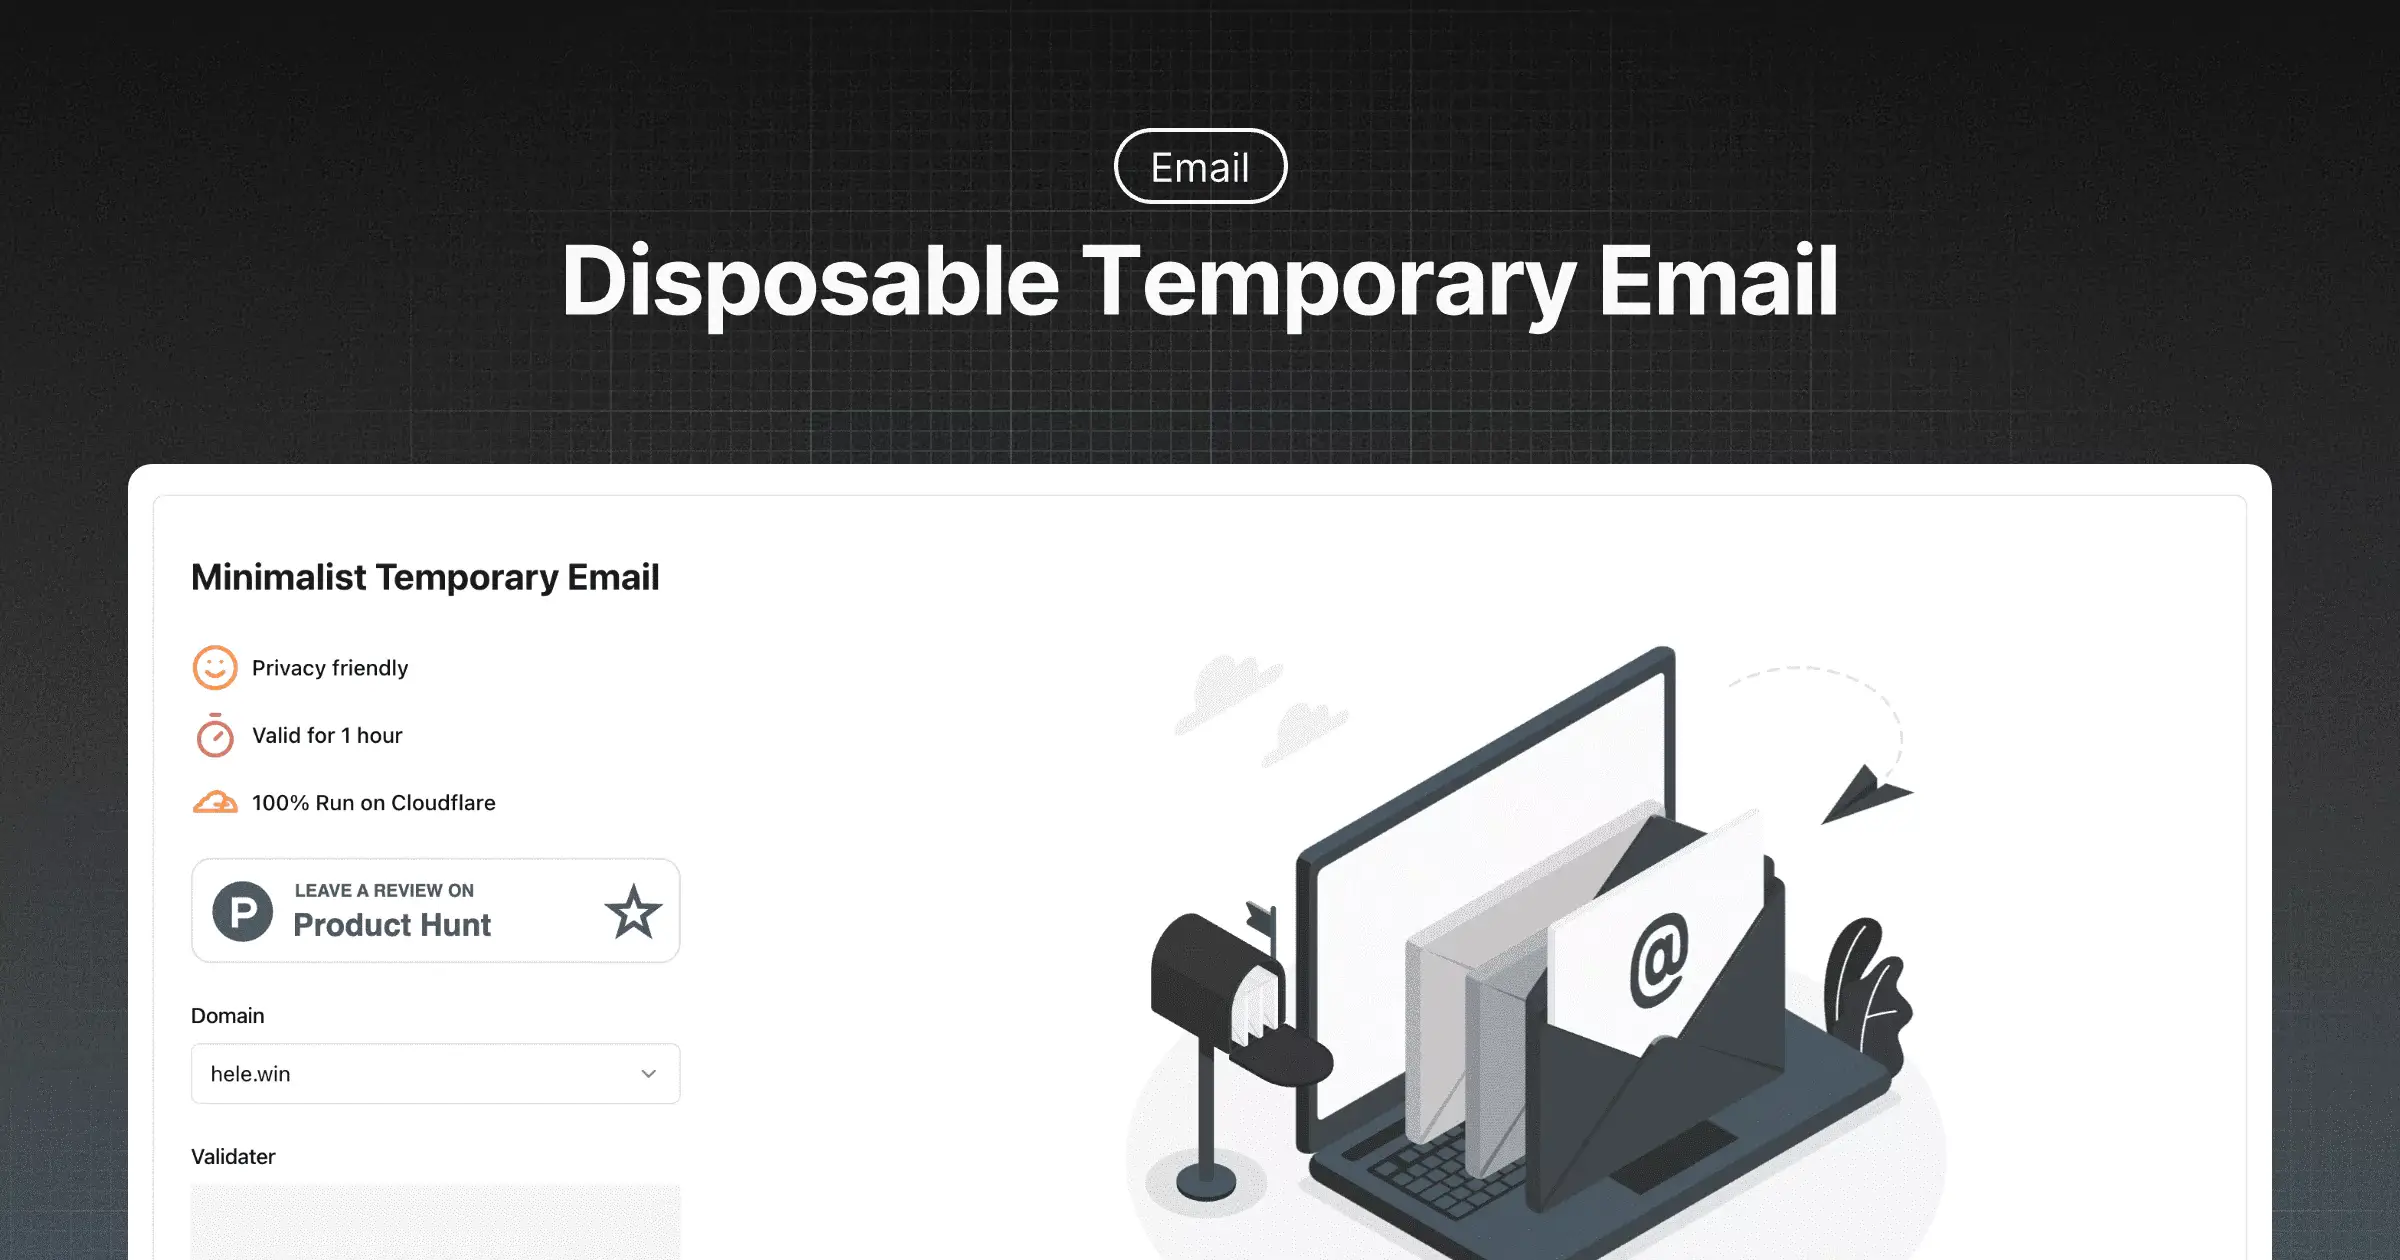 Email
Disposable Temporary Email
Minimalist Temporary Email
Privacy friendly
Valid for 1 hour
100% Run on Cloudflare
P
LEAVE A REVIEW ON
Product Hunt
Domain
hele.win
Validater
@